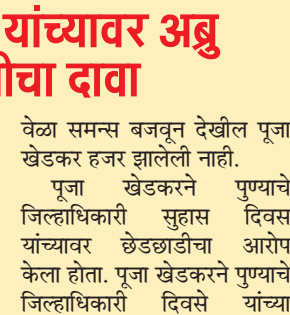 यांच्यावर अब्रु
ीचा दावा
वेळा समन्स बजवून देखील पूजा
खेडकर हजर झालेली नाही.
पूजा खेडकरने पुण्याचे
जिल्हाधिकारी सुहास दिवस
यांच्यावर छेडछाडीचा आरोप
केला होता. पूजा खेडकरने पुण्याचे
जिल्हाधिकारी दिवसे यांच्या